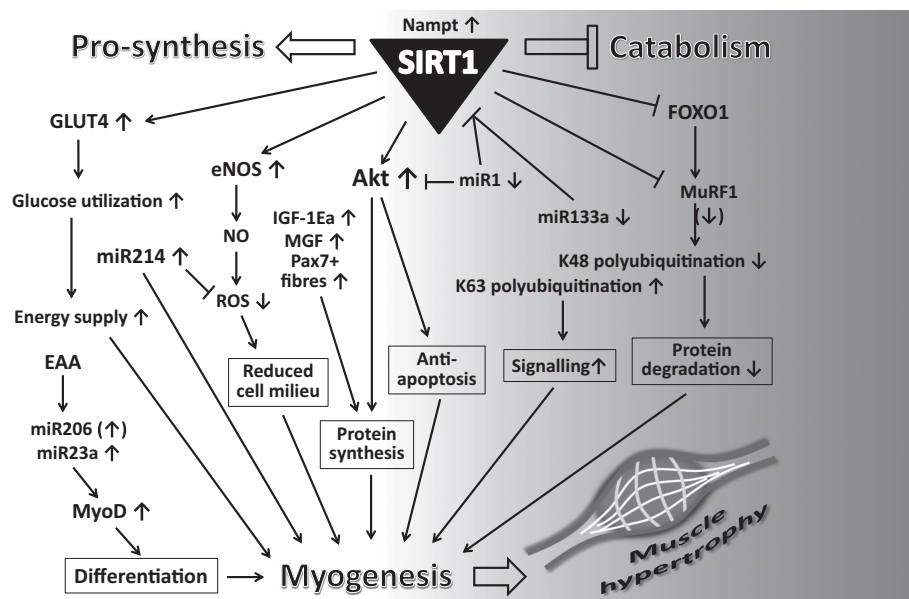 Nampt ↑
Pro-synthesis
SIRT1
Catabolism
GLUT4 ↑
FOXO1
eNOS ↑
Akt ↑
miR1 ↓
Glucose utilization ↑
MuRF1
(↓)
IGF-1Ea ↑
MGF ↑
Pax7+
fibres ↑
miR133a ↓
NO
miR214 ↑
K48 polyubiquitination ↓
K63 polyubiquitination ↑
ROS ↓
Energy supply ↑
EAA
Reduced
cell milieu
Anti-
apoptosis
Signalling↑
Protein
degradation ↓
miR206 (↑)
miR23a ↑
Protein
synthesis
MyoD ↑
Differentiation
Myogenesis
Muscle
hypertrophy